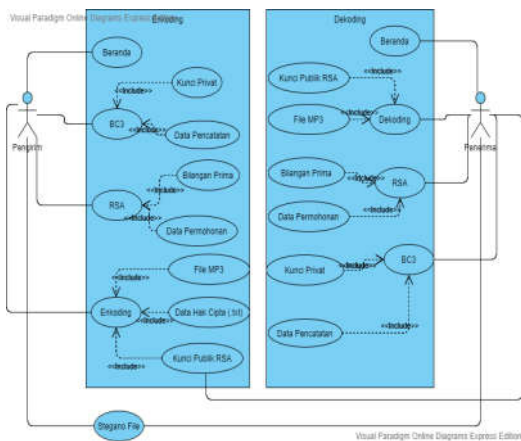 Visual Paradigm Online Diagrams Express Edition
Enkoding
Beranda
Kunci Privat
<<Include>>
BC3
<<Include>>
Data Pencatatan
Pengirim
Bilangan Prima
<<Include>>
RSA
<<Include>>
Data Permohonan
File MP3
<<Include>>
Enkoding
Data Hak Cipta (.txt)
<<Include>>
Kunci Publik RSA
<<Include>>
Stegano File
Dekoding
Beranda
Kunci Publik RSA
<<Include>>
File MP3
<<Include>>
Dekoding
Penerima
Bilangan Prima
<<Include>>
RSA
Data Permohonan
<<Include>>
BC3
Kunci Privat
<<Include>>
Data Pencatatan
<<Include>>
Visual Paradigm Online Diagrams Express Edition